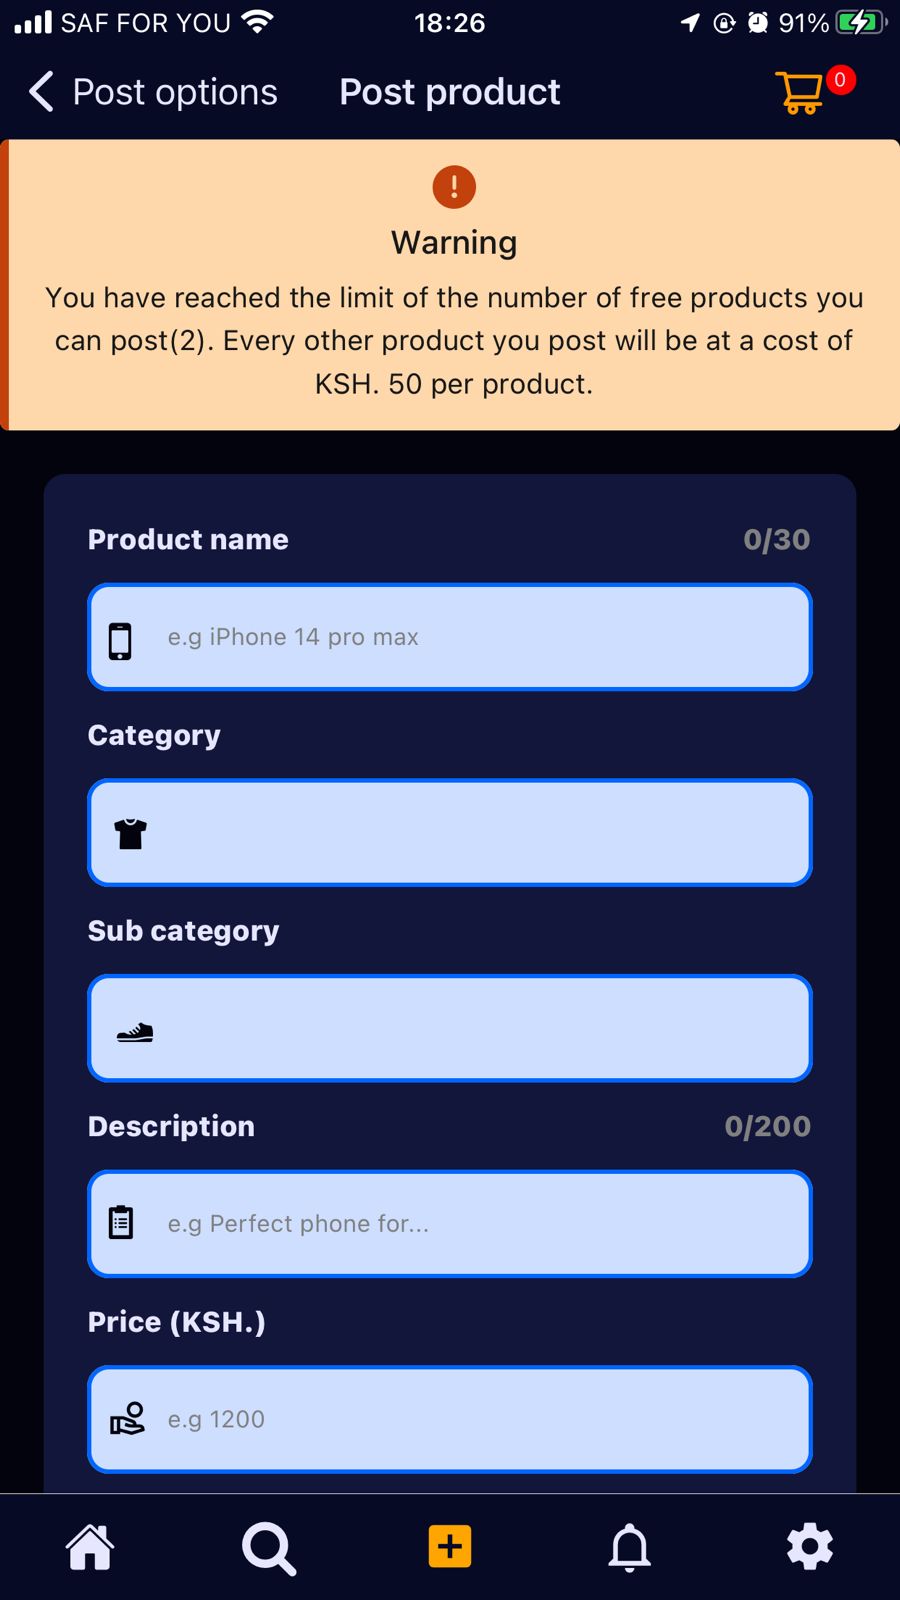 SAF FOR YOU 18:26 91%
Post options Post product 0
Warning
You have reached the limit of the number of free products you
can post(2). Every other product you post will be at a cost of
KSH. 50 per product.
Product name 0/30
e.g iPhone 14 pro max
Category
Sub category
Description 0/200
e.g Perfect phone for...
Price (KSH.)
e.g 1200